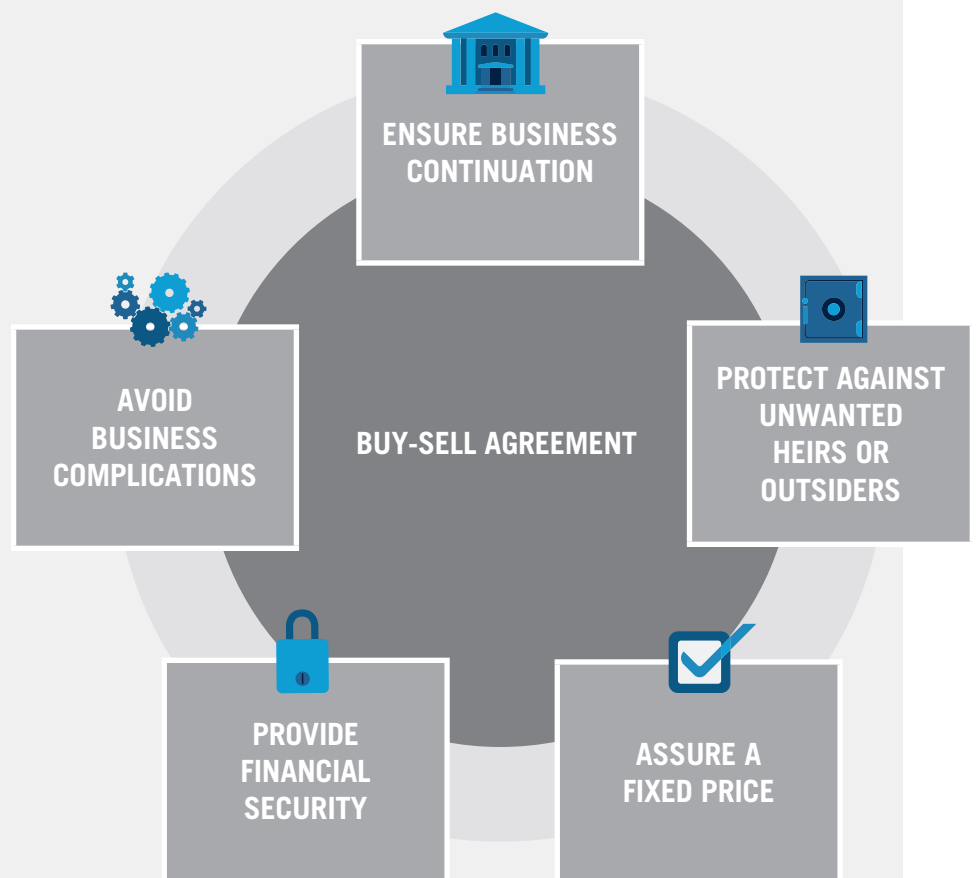 ENSURE BUSINESS
CONTINUATION
AVOID
BUSINESS
COMPLICATIONS
BUY-SELL AGREEMENT
PROTECT AGAINST
UNWANTED
HEIRS OR
OUTSIDERS
PROVIDE
FINANCIAL
SECURITY
ASSURE A
FIXED PRICE